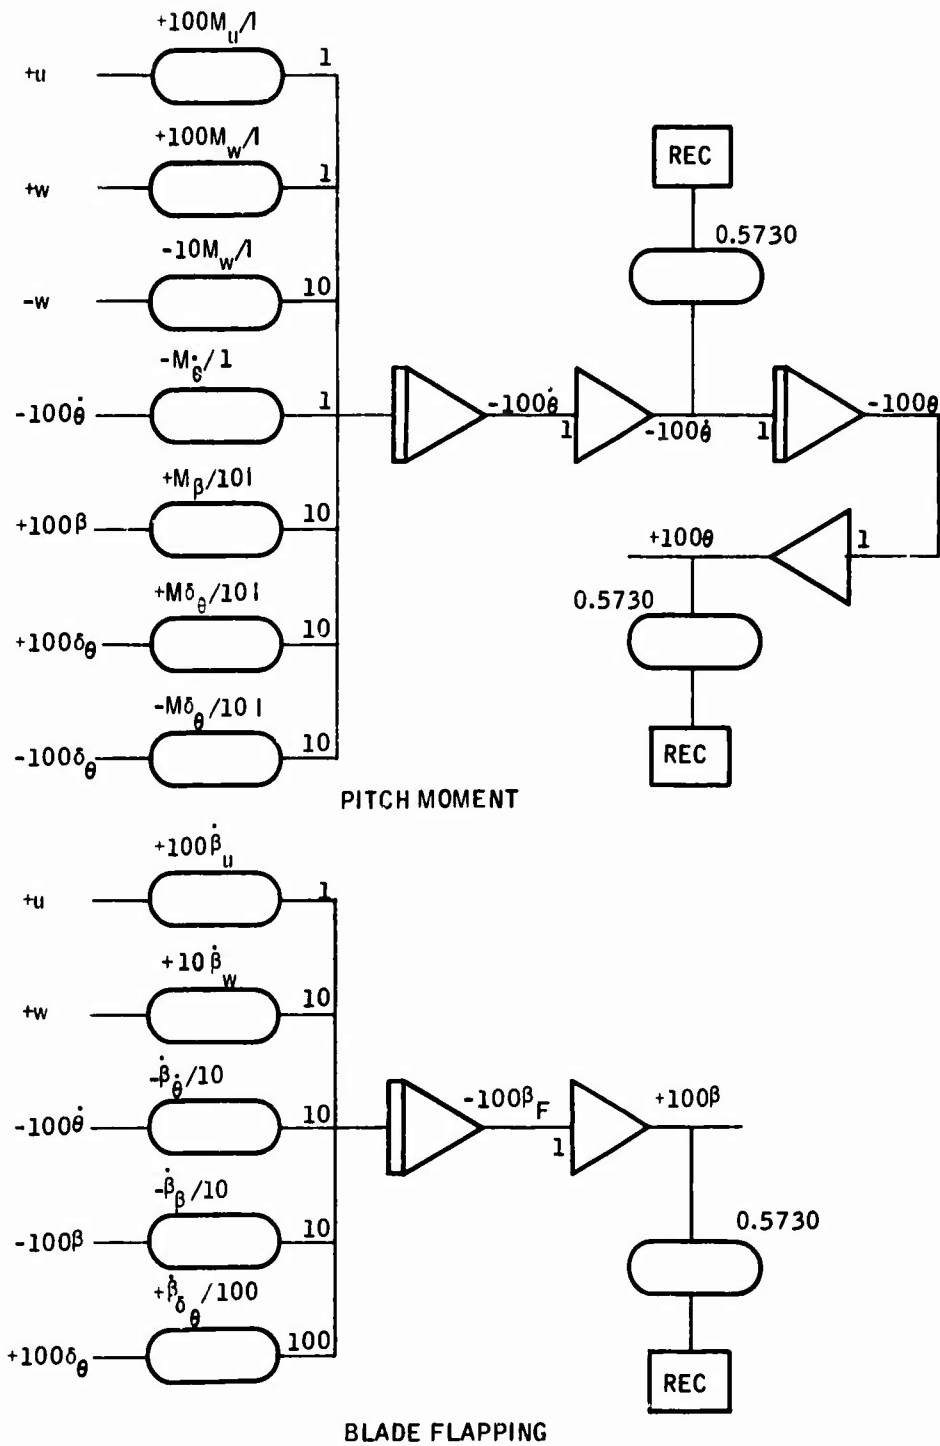 +100M_u/I
+u 1
+100M_w/I
+w 1
REC
-10M_w/I
0.5730
-w 10
-M_θ̇/1
-100θ̇ 1 -100θ̇ 1 -100θ̇ 1 -100θ
+M_β/10I
+100β 10 +100θ 1
+Mδ_θ/10I 0.5730
+100δ_θ 10
-Mδ_θ/10I
-100δ_θ 10 REC
PITCH MOMENT
+100β̇_u
+u 1
+10β̇_w
+w 10
-β̇_θ̇/10
-100θ̇ 10 -100β_F 1 +100β
-β̇_β/10
-100β 10 0.5730
+β̇_δ_θ/100
+100δ_θ 100
REC
BLADE FLAPPING